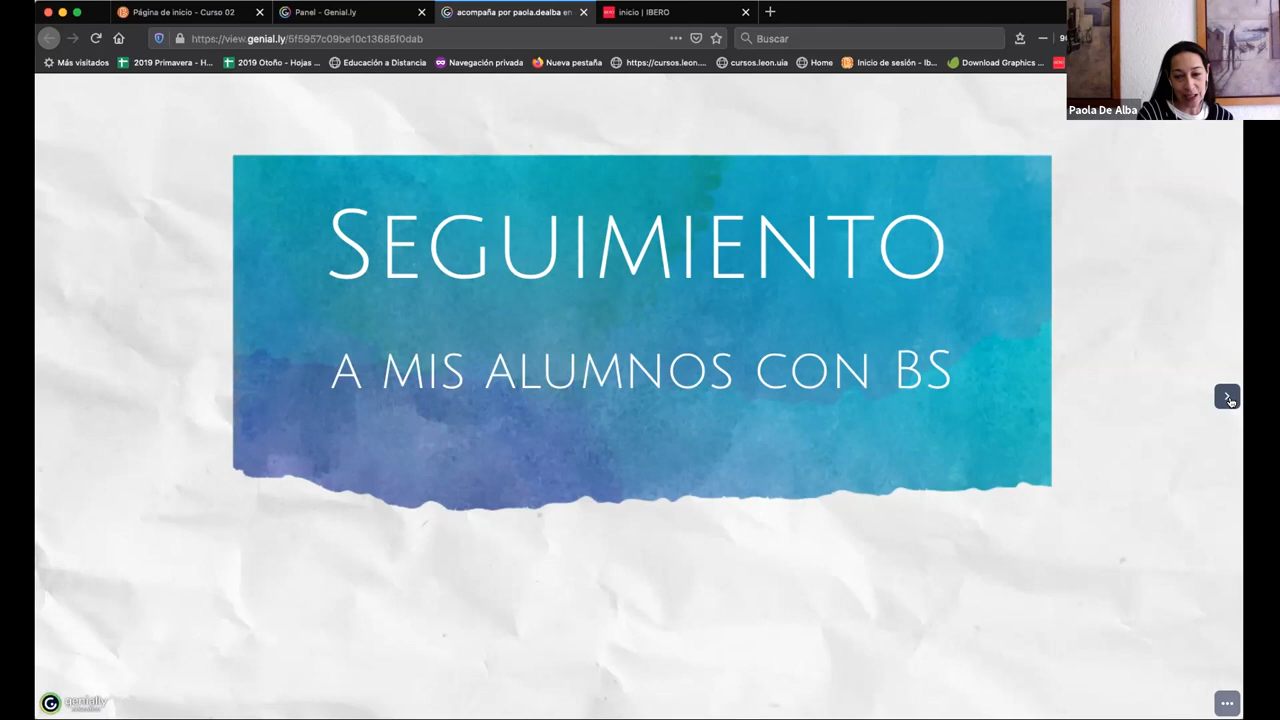 Página de inicio - Curso 02
Panel - Genial.ly
acompaña por paola.dealba en
inicio | IBERO
https://view.genial.ly/5f5957c09be10c13685f0dab
Buscar
Más visitados
2019 Primavera - H...
2019 Otoño - Hojas ...
Educación a Distancia
Navegación privada
Nueva pestaña
https://cursos.leon....
cursos.leon.uia
Home
Inicio de sesión - Ib...
Download Graphics ...
Paola De Alba
SEGUIMIENTO
A MIS ALUMNOS CON BS
genially